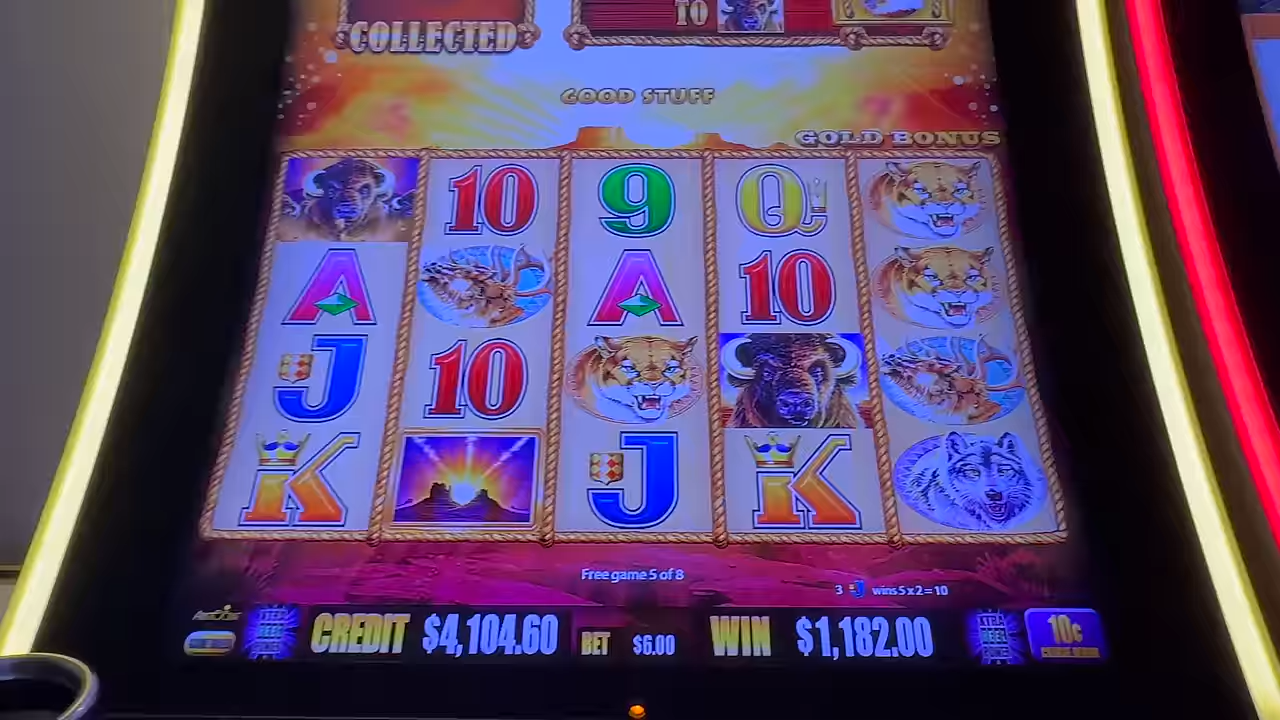 COLLECTED
TO
GOOD STUFF
GOLD BONUS
10 9 Q
A A 10
J 10
K J K
Free game 5 of 8
3 J wins 5 x 2 = 10
CREDIT $4,104.60 BET $6.00 WIN $1,182.00 10¢